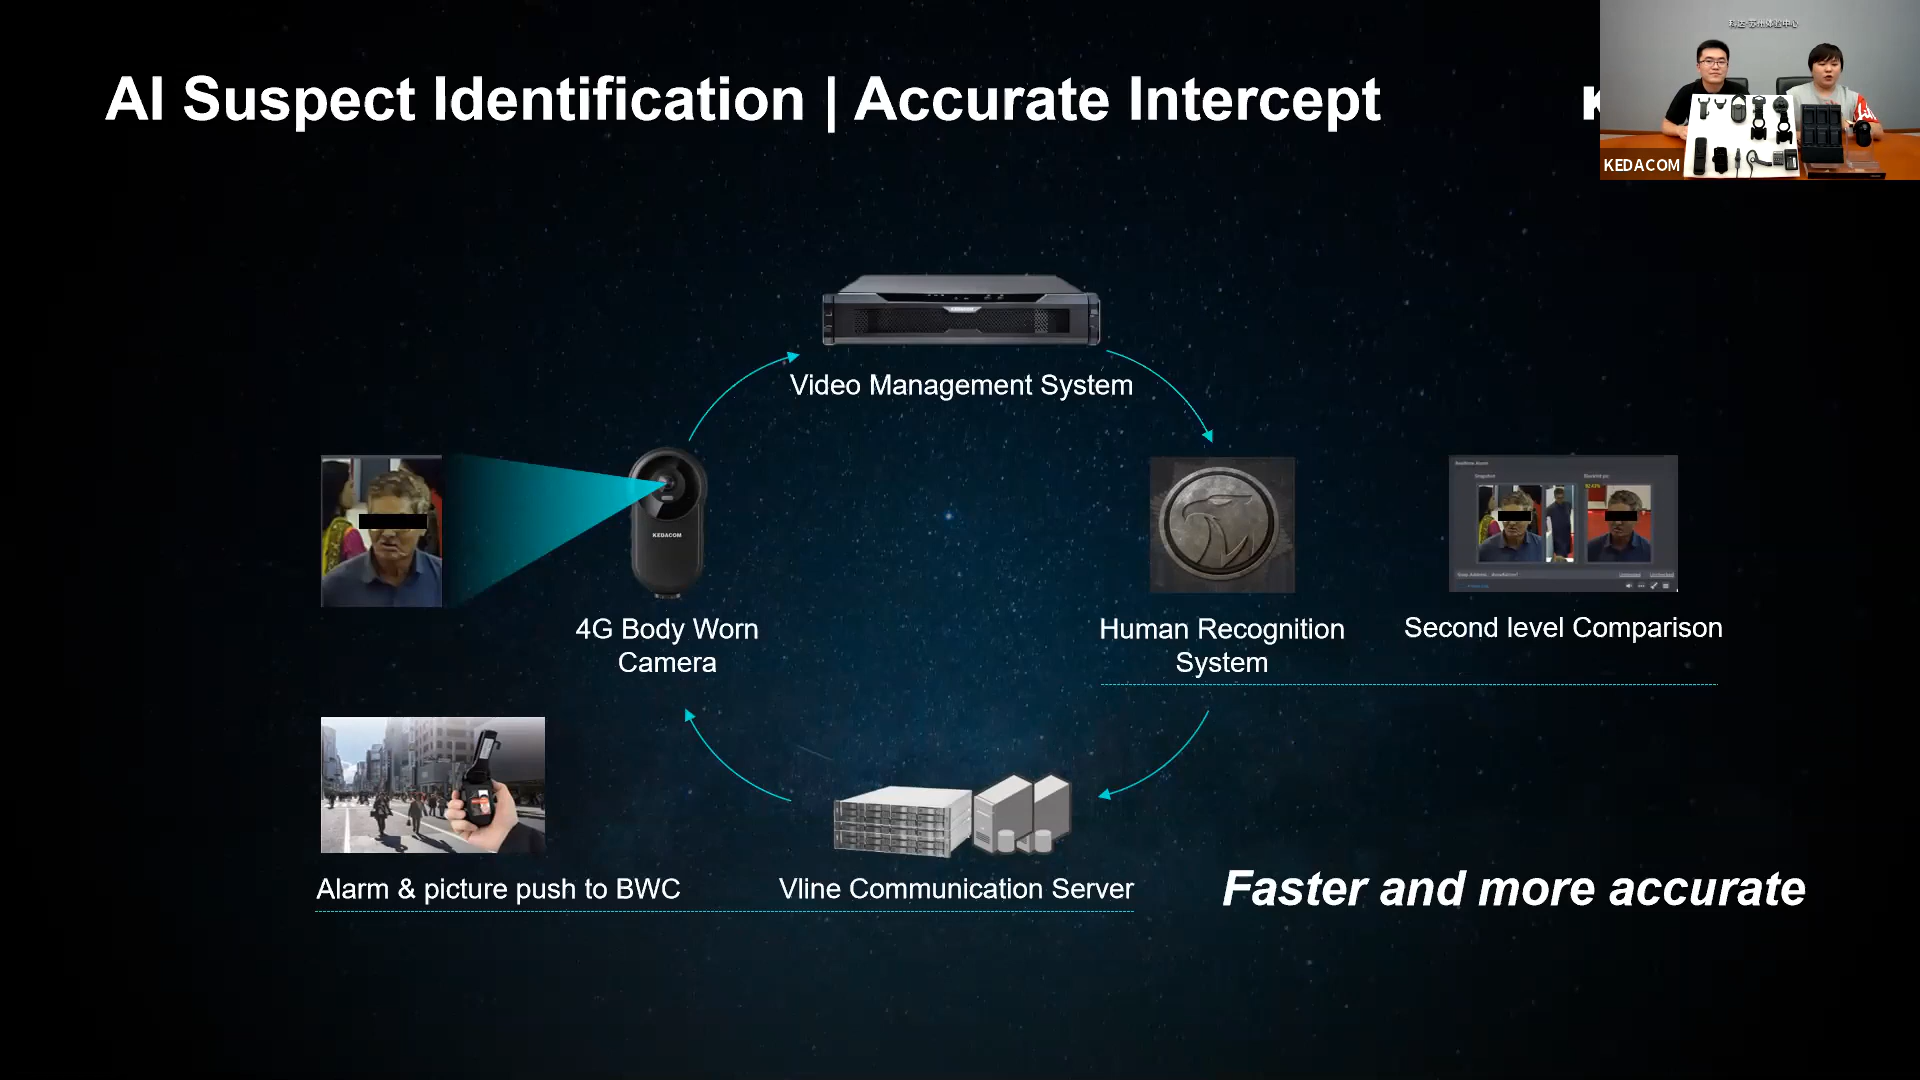 AI Suspect Identification | Accurate Intercept
KEDACOM
Video Management System
KEDACOM
4G Body Worn
Camera
Human Recognition
System
Second level Comparison
Alarm & picture push to BWC
Vline Communication Server
Faster and more accurate